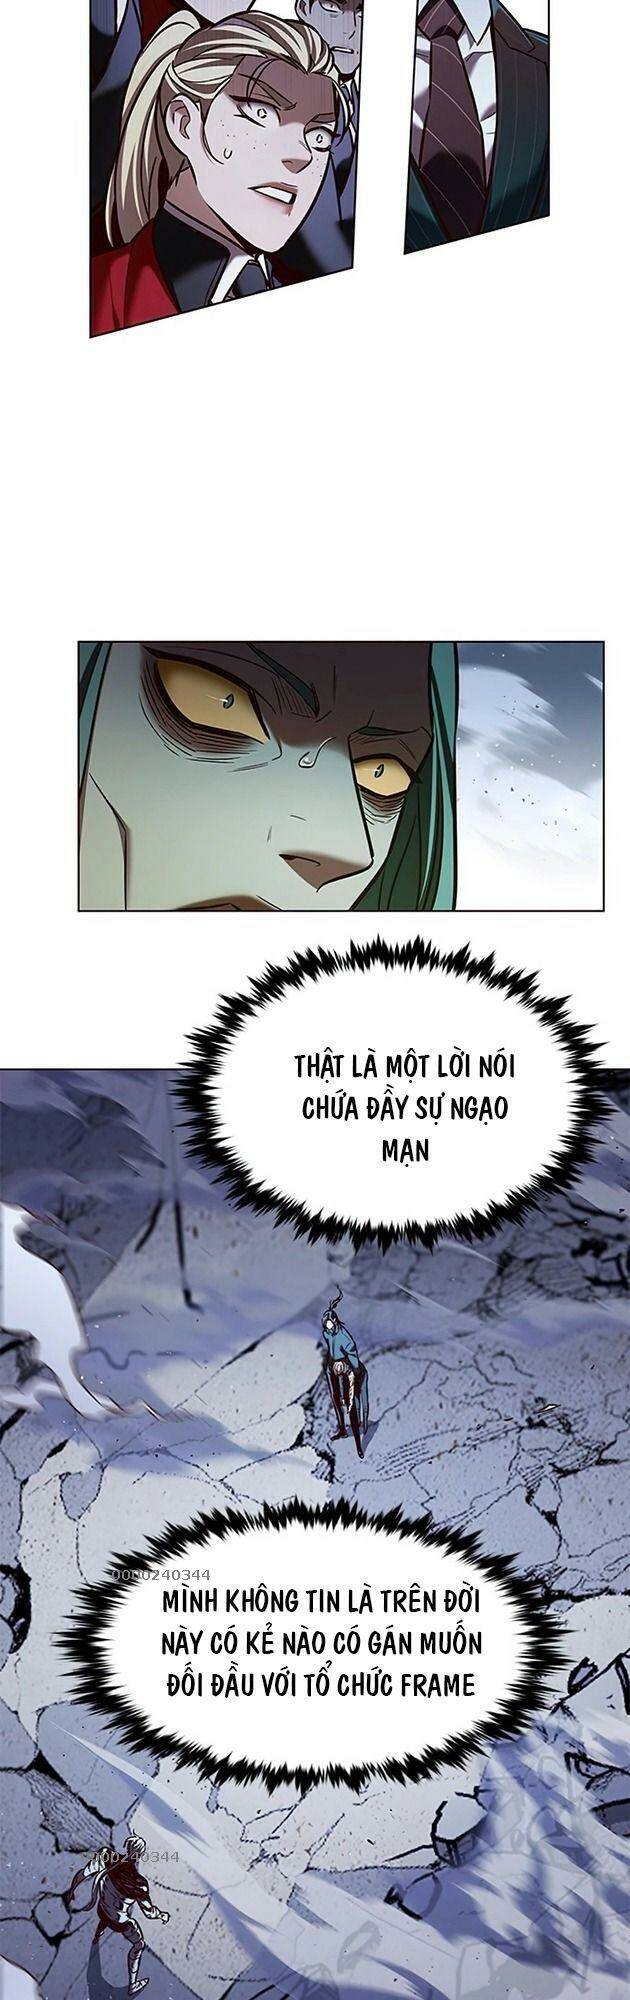 THẬT LÀ MỘT LỜI NÓI
CHỨA ĐẦY SỰ NGẠO
MẠN
0000240344
MÌNH KHÔNG TIN LÀ TRÊN ĐỜI
NÀY CÓ KẺ NÀO CÓ GÁN MUỐN
ĐỐI ĐẦU VỚI TỔ CHỨC FRAME
0000240344